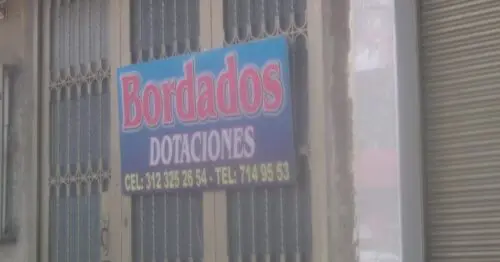 Bordados
DOTACIONES
CEL: 312 325 26 54 - TEL: 714 95 53